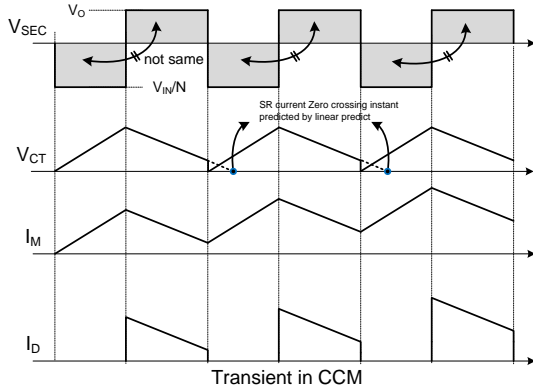 VO
VSEC
not same
VIN/N
SR current Zero crossing instant
predicted by linear predict
VCT
IM
ID
Transient in CCM